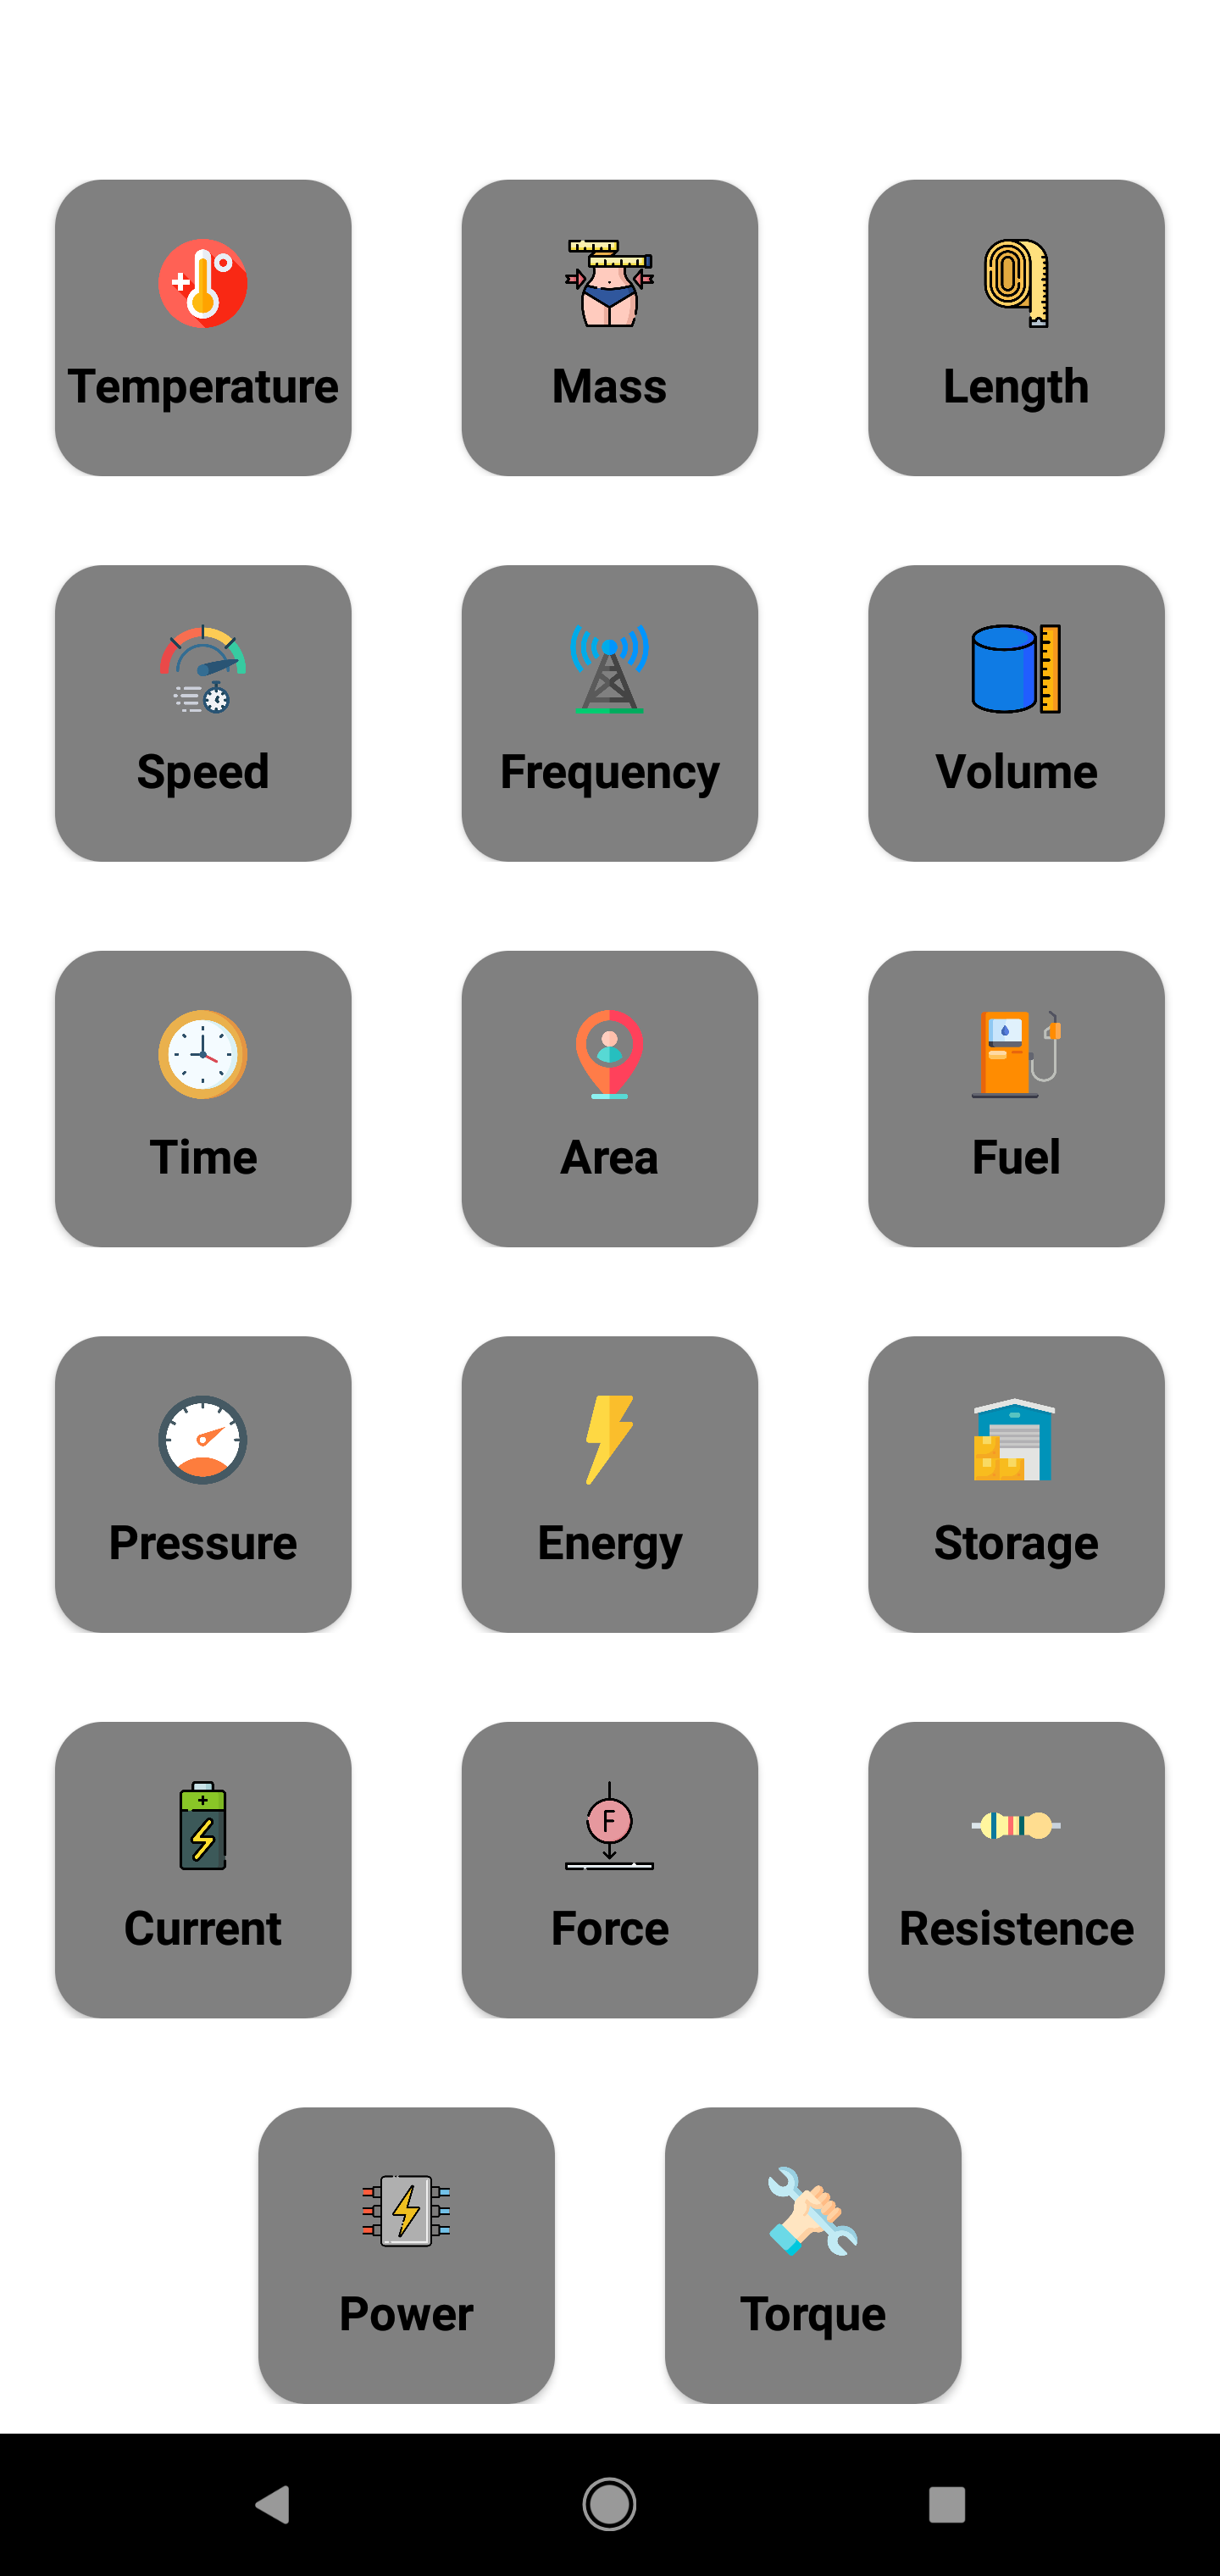 Temperature
Mass
Length
Speed
Frequency
Volume
Time
Area
Fuel
Pressure
Energy
Storage
Current
F
Force
Resistence
Power
Torque